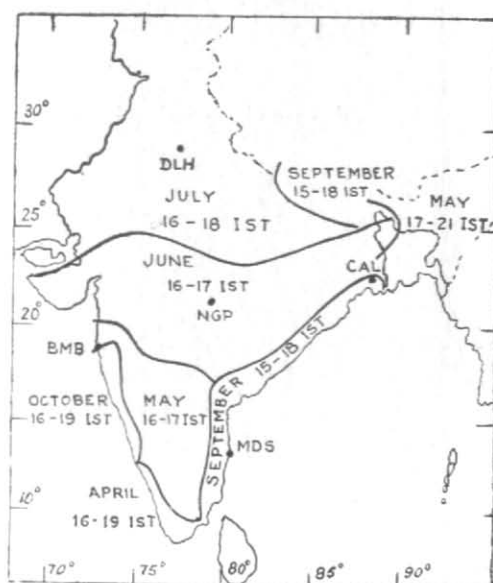 30°
DLH
SEPTEMBER
15-18 IST
JULY
16-18 IST
MAY
17-21 IST
25°
JUNE
16-17 IST
CAL
NGP
20°
BMB
SEPTEMBER 15-18 IST
OCTOBER
16-19 IST
MAY
16-17 IST
MDS
APRIL
16-19 IST
10°
70° 75° 80° 85° 90°